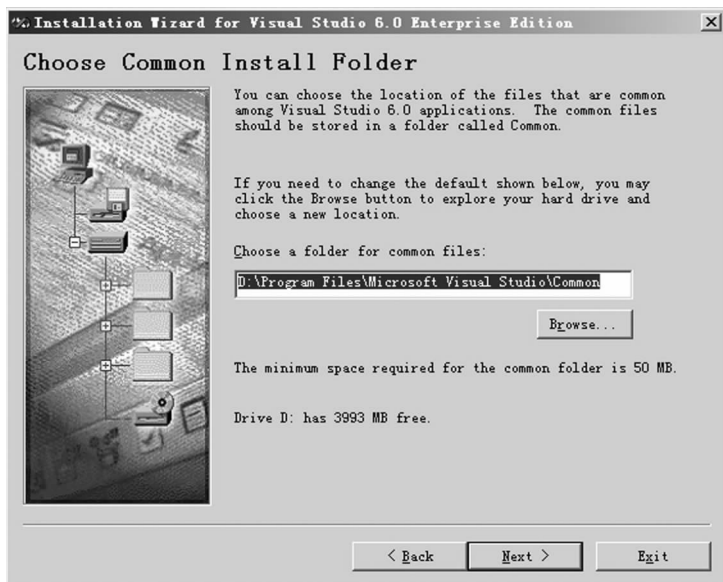 Installation Wizard for Visual Studio 6.0 Enterprise Edition
Choose Common Install Folder
You can choose the location of the files that are common
among Visual Studio 6.0 applications. The common files
should be stored in a folder called Common.
If you need to change the default shown below, you may
click the Browse button to explore your hard drive and
choose a new location.
Choose a folder for common files:
D:\Program Files\Microsoft Visual Studio\Common
Browse...
The minimum space required for the common folder is 50 MB.
Drive D: has 3993 MB free.
< Back
Next >
Exit